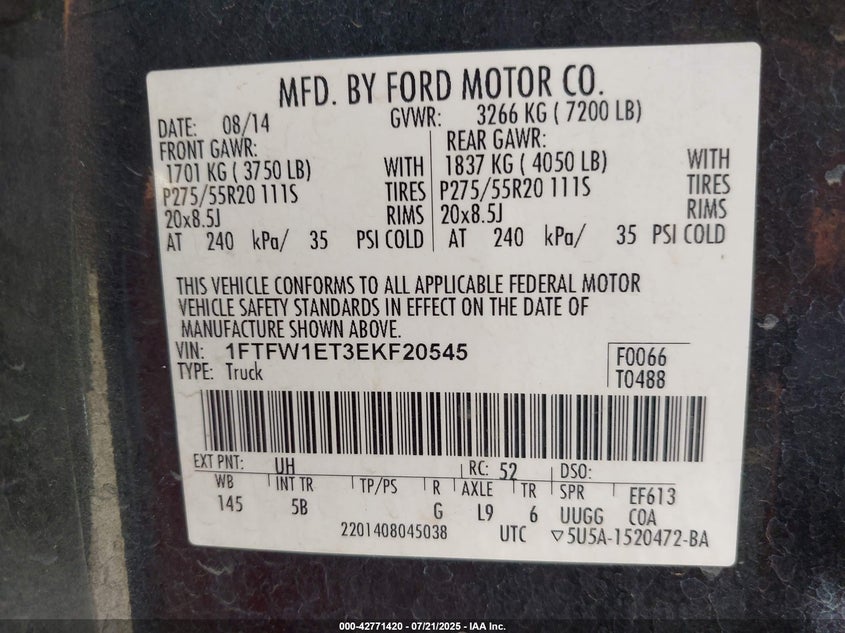 MFD. BY FORD MOTOR CO.
DATE: 08/14 GVWR: 3266 KG ( 7200 LB)
FRONT GAWR: REAR GAWR:
1701 KG ( 3750 LB) WITH 1837 KG ( 4050 LB) WITH
P275/55R20 111S TIRES P275/55R20 111S TIRES
20x8.5J RIMS 20x8.5J RIMS
AT 240 kPa/ 35 PSI COLD AT 240 kPa/ 35 PSI COLD
THIS VEHICLE CONFORMS TO ALL APPLICABLE FEDERAL MOTOR
VEHICLE SAFETY STANDARDS IN EFFECT ON THE DATE OF
MANUFACTURE SHOWN ABOVE.
VIN: 1FTFW1ET3EKF20545 F0066
TYPE: Truck T0488
EXT PNT: UH RC: 52 DSO:
WB INT TR TP/PS R AXLE TR SPR EF613
145 5B G L9 6 UUGG COA
2201408045038 UTC ▽5U5A-1520472-BA
000-42771420 - 07/21/2025 - IAA Inc.